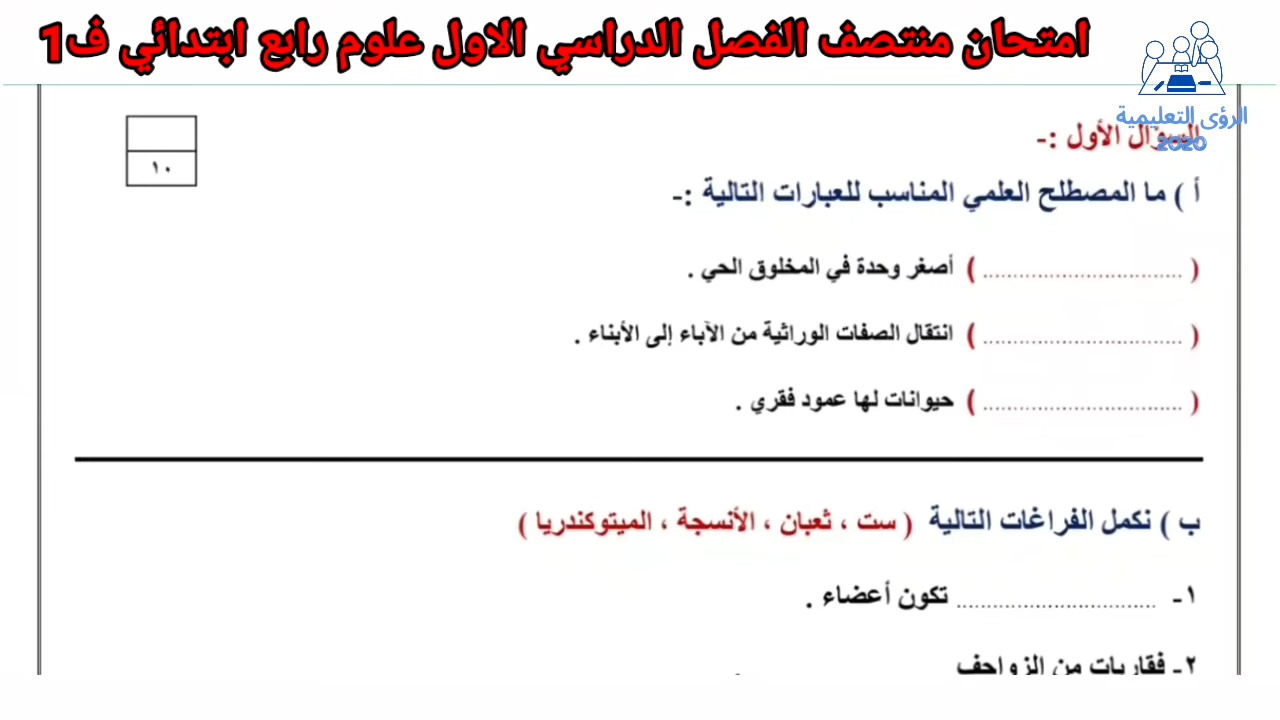 امتحان منتصف الفصل الدراسي الاول علوم رابع ابتدائي ف1
الرؤى التعليمية
2020
السؤال الأول :-
١٠
أ ) ما المصطلح العلمي المناسب للعبارات التالية :-
( .............................. ) أصغر وحدة في المخلوق الحي .
( .............................. ) انتقال الصفات الوراثية من الآباء إلى الأبناء .
( .............................. ) حيوانات لها عمود فقري .
ب ) نكمل الفراغات التالية ( ست ، ثعبان ، الأنسجة ، الميتوكندريا )
١- .............................. تكون أعضاء .
٢- فقاريات من الزواحف